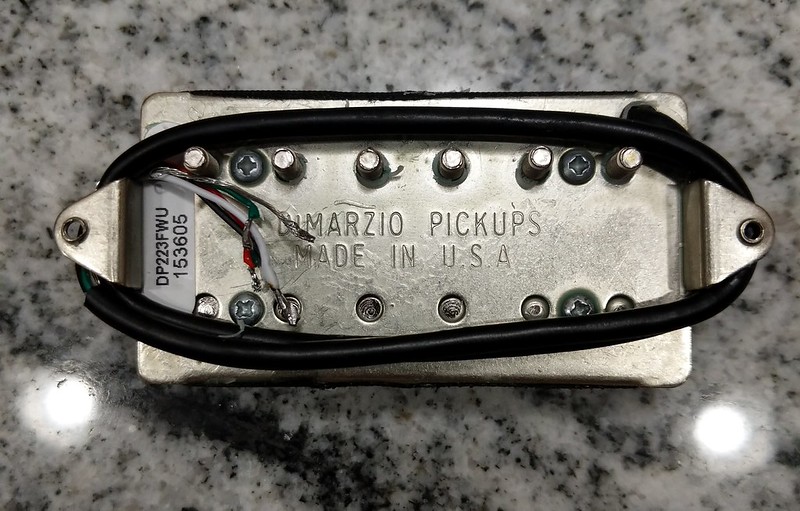 DIMARZIO PICKUPS
MADE IN U.S.A
DP223FWU
153605